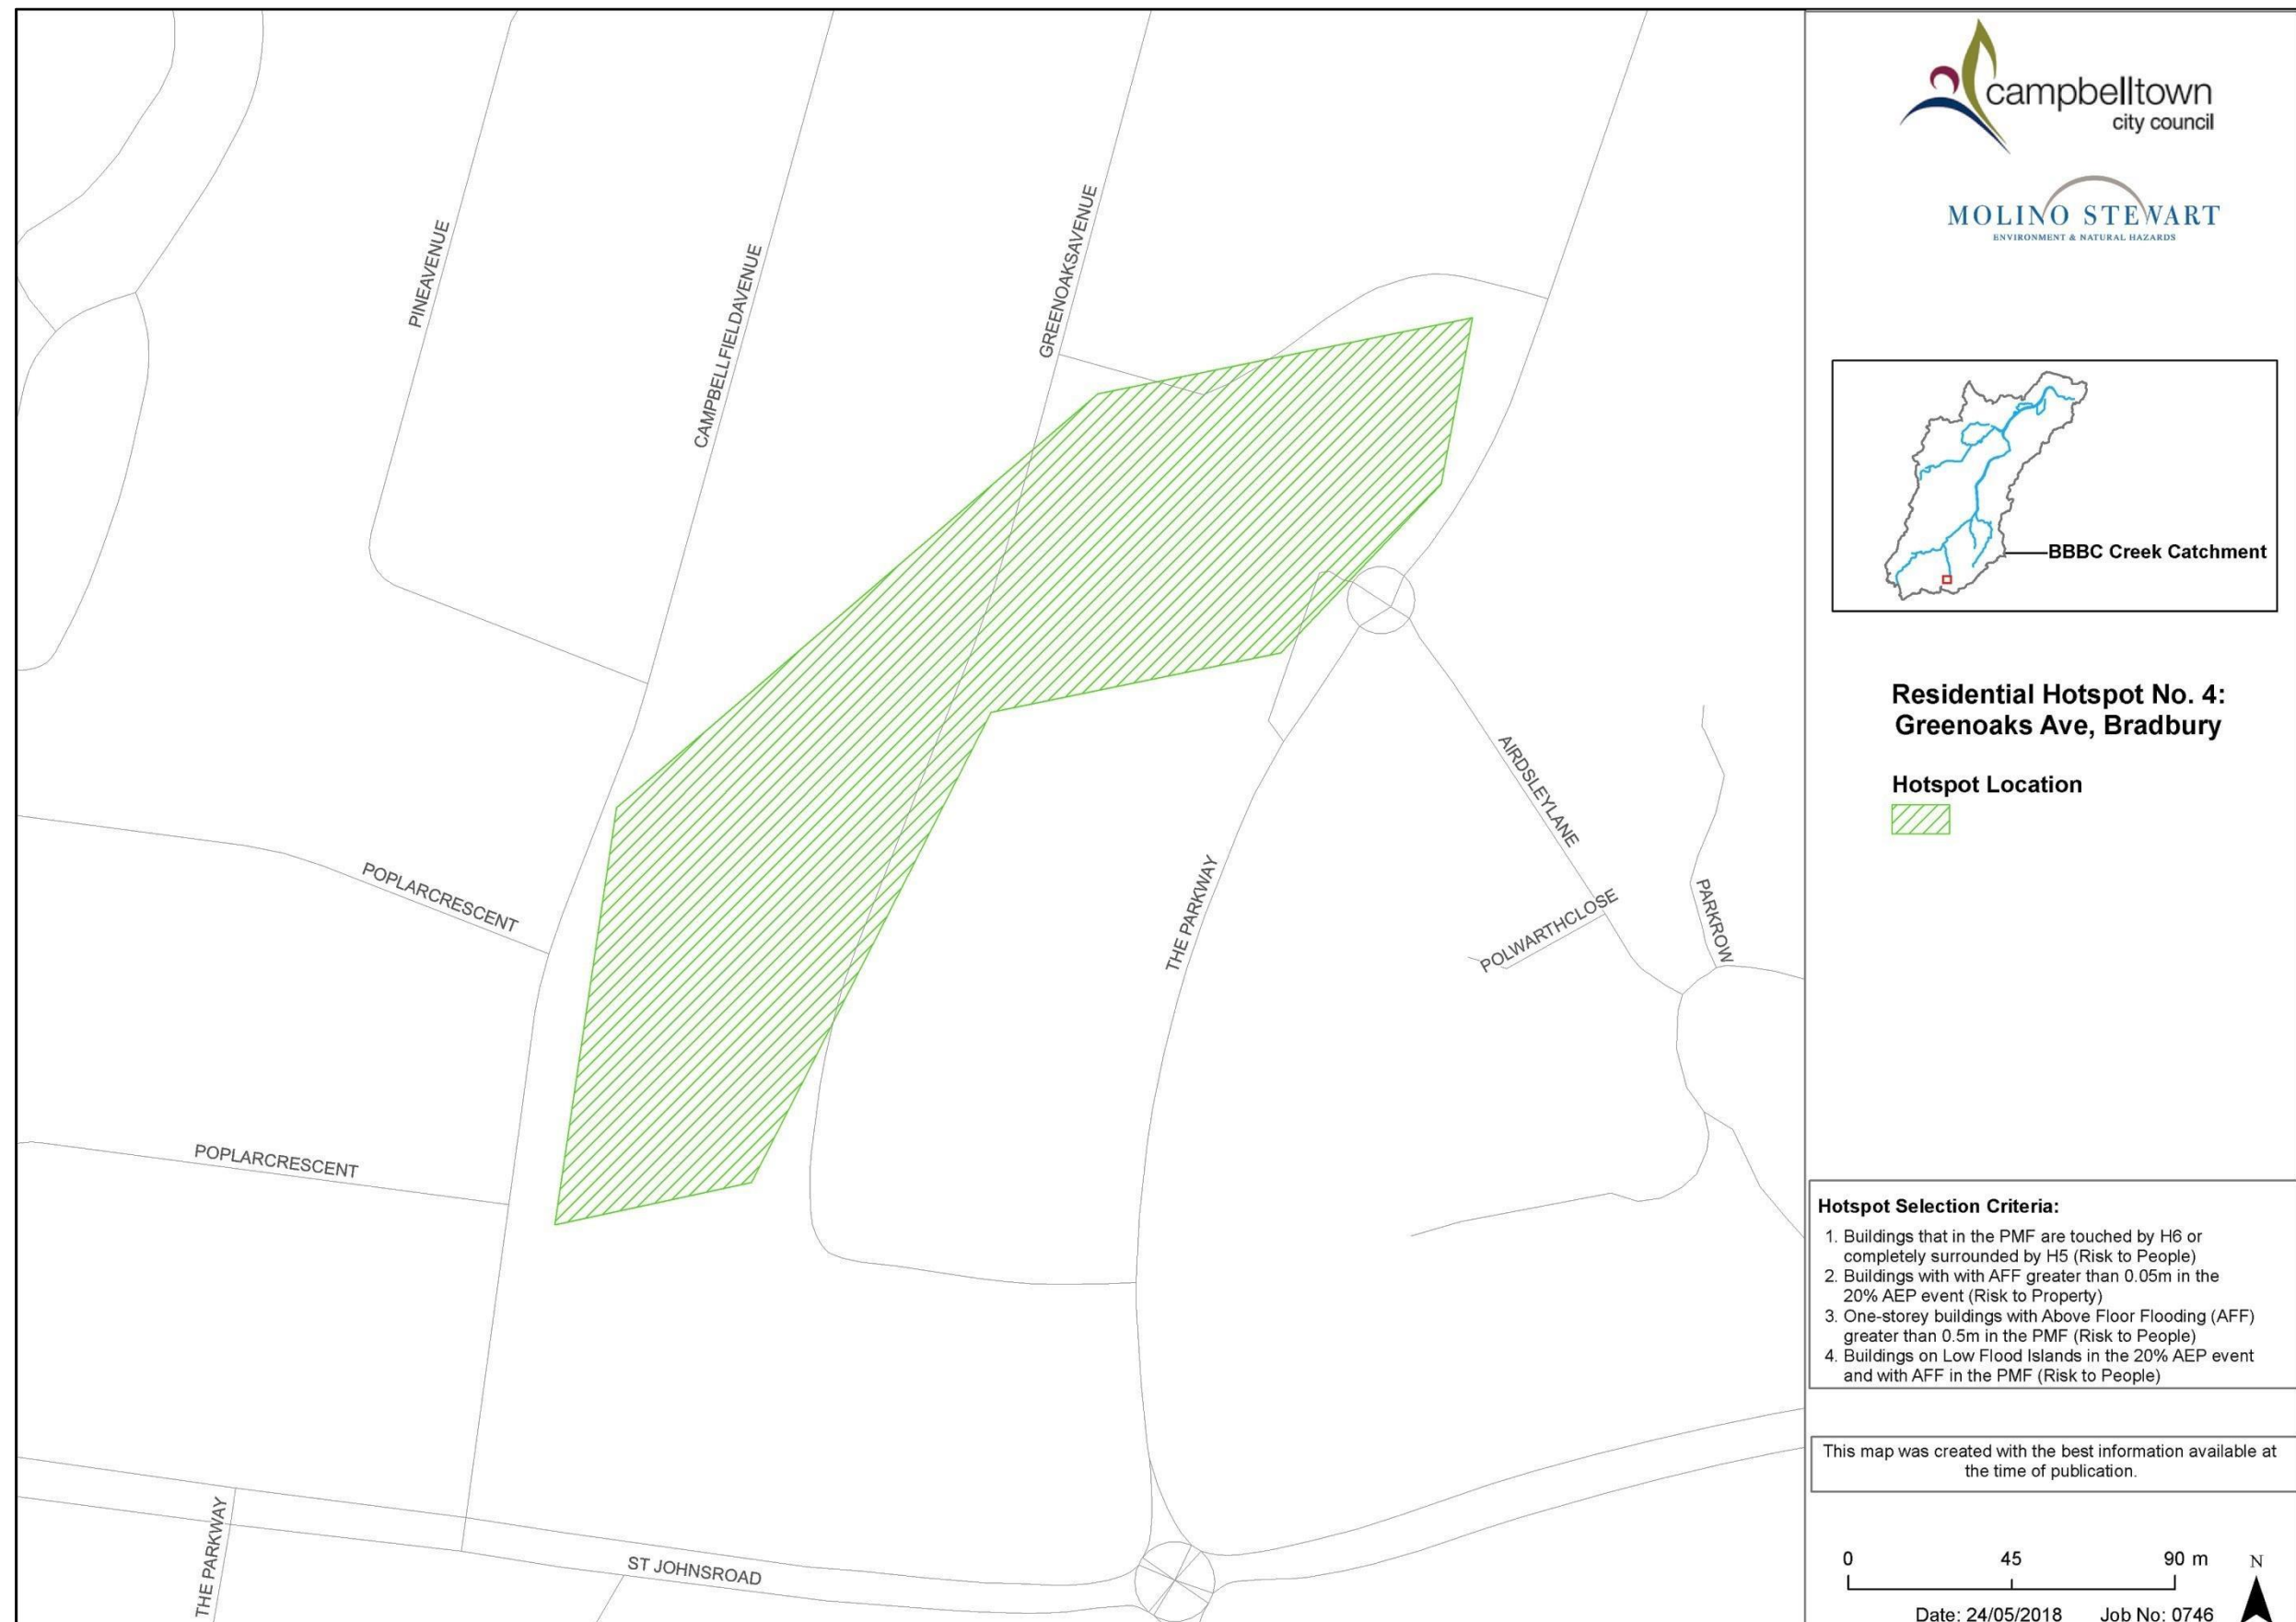 PINEAVENUE
CAMPBELLFIELDAVENUE
GREENOAKSAVENUE
AIRDSLEYLANE
POPLARCRESCENT
THE PARKWAY
POLWARTHCLOSE
PARKROW
POPLARCRESCENT
THE PARKWAY
ST JOHNSROAD
campbelltown
city council
MOLINO STEWART
ENVIRONMENT & NATURAL HAZARDS
BBBC Creek Catchment
Residential Hotspot No. 4:
Greenoaks Ave, Bradbury
Hotspot Location
Hotspot Selection Criteria:
1. Buildings that in the PMF are touched by H6 or
completely surrounded by H5 (Risk to People)
2. Buildings with with AFF greater than 0.05m in the
20% AEP event (Risk to Property)
3. One-storey buildings with Above Floor Flooding (AFF)
greater than 0.5m in the PMF (Risk to People)
4. Buildings on Low Flood Islands in the 20% AEP event
and with AFF in the PMF (Risk to People)
This map was created with the best information available at
the time of publication.
0 45 90 m N
Date: 24/05/2018 Job No: 0746